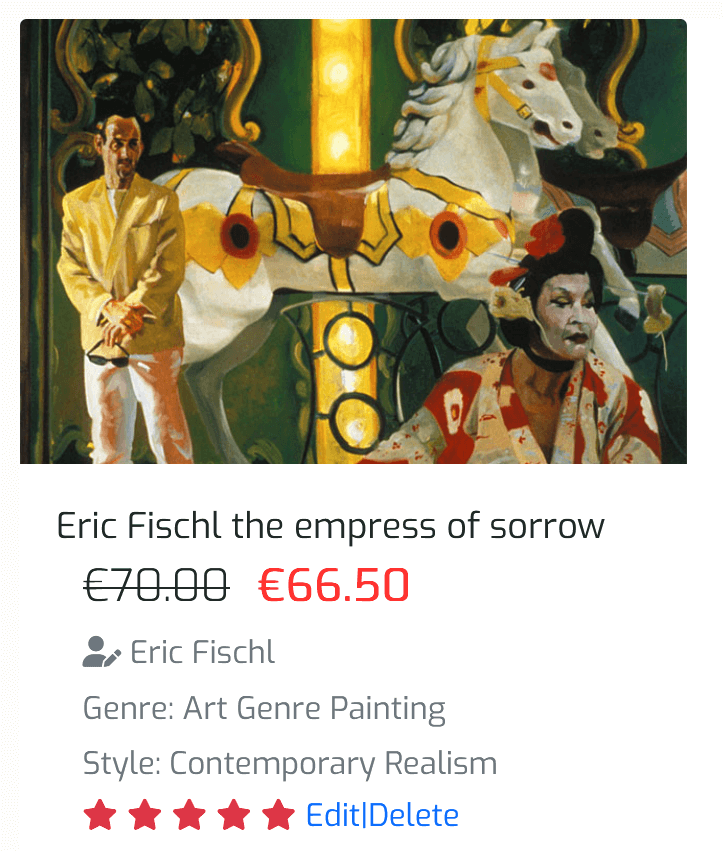 Eric Fischl the empress of sorrow
€70.00 €66.50
Eric Fischl
Genre: Art Genre Painting
Style: Contemporary Realism
Edit|Delete